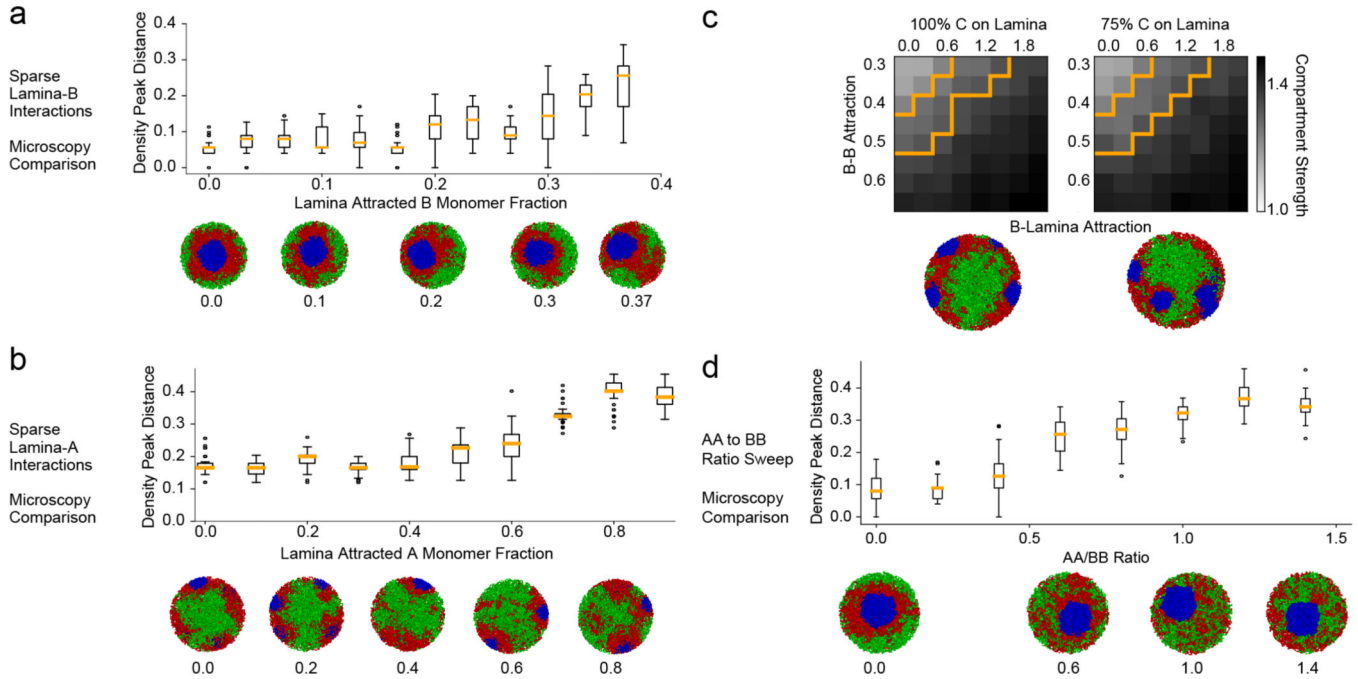 a
Sparse
Lamina-B
Interactions
Microscopy
Comparison
Density Peak Distance
0.4
0.3
0.2
0.1
0.0
0.0 0.1 0.2 0.3 0.4
Lamina Attracted B Monomer Fraction
0.0 0.1 0.2 0.3 0.37
b
Sparse
Lamina-A
Interactions
Microscopy
Comparison
Density Peak Distance
0.4
0.3
0.2
0.1
0.0
0.0 0.2 0.4 0.6 0.8
Lamina Attracted A Monomer Fraction
0.0 0.2 0.4 0.6 0.8
c
100% C on Lamina
75% C on Lamina
0.0 0.6 1.2 1.8
0.0 0.6 1.2 1.8
B-B Attraction
0.3
0.4
0.5
0.6
0.3
0.4
0.5
0.6
1.4
1.0
Compartment Strength
B-Lamina Attraction
d
AA to BB
Ratio Sweep
Microscopy
Comparison
Density Peak Distance
0.4
0.3
0.2
0.1
0.0
0.0 0.5 1.0 1.5
AA/BB Ratio
0.0 0.6 1.0 1.4